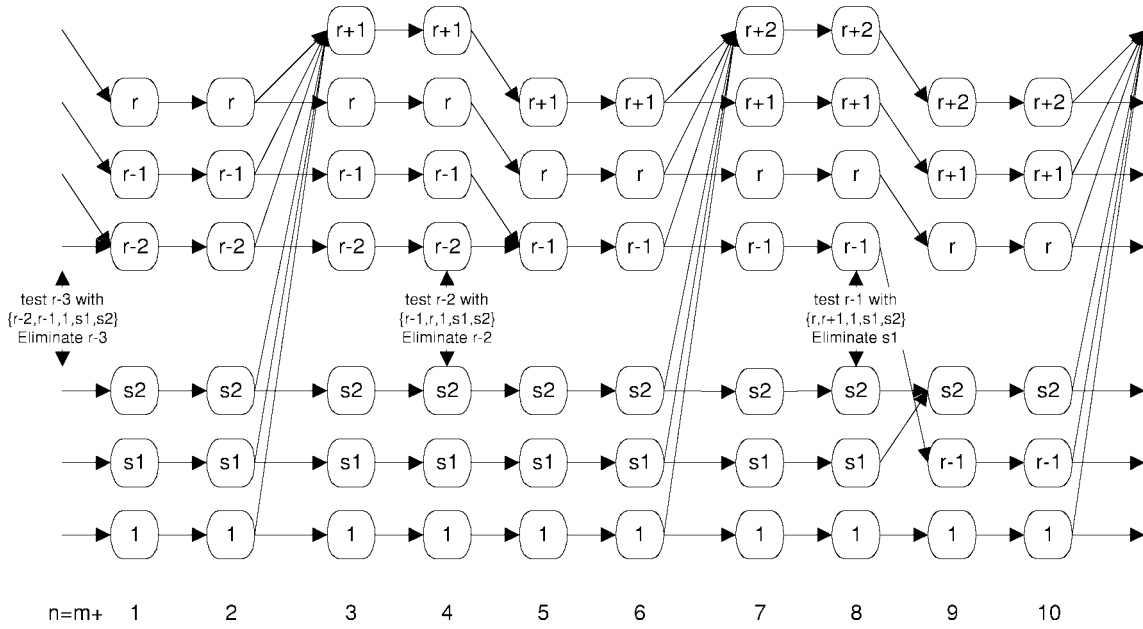 r+1 r+1 r+2 r+2
r r r r r+1 r+1 r+1 r+1 r+2 r+2
r-1 r-1 r-1 r-1 r r r r r+1 r+1
r-2 r-2 r-2 r-2 r-1 r-1 r-1 r-1 r r
test r-3 with
{r-2,r-1,1,s1,s2}
Eliminate r-3
test r-2 with
{r-1,r,1,s1,s2}
Eliminate r-2
test r-1 with
{r,r+1,1,s1,s2}
Eliminate s1
s2 s2 s2 s2 s2 s2 s2 s2 s2 s2
s1 s1 s1 s1 s1 s1 s1 s1 r-1 r-1
1 1 1 1 1 1 1 1 1 1
n=m+ 1 2 3 4 5 6 7 8 9 10